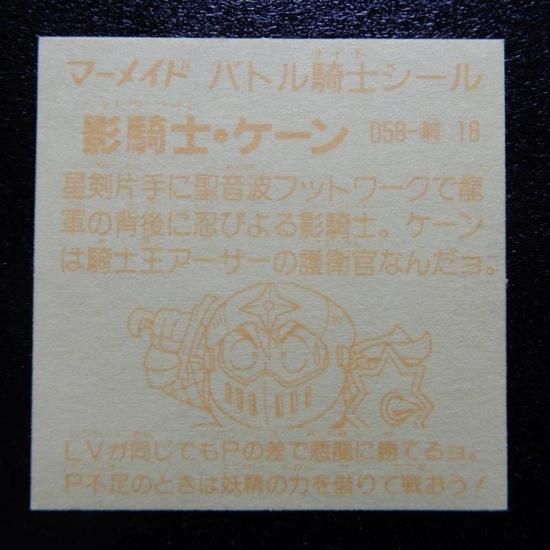 マーメイド バトル騎士シール
影騎士・ケーン 058- 18
星剣片手に聖音波フットワークで龍
軍の背後に忍びよる影騎士。ケーン
は騎士王アーサーの護衛官なんだヨ。
LVが同じでもPの差で悪龍に勝てるヨ。
P不足のときは妖精の力を借りて戦おう!